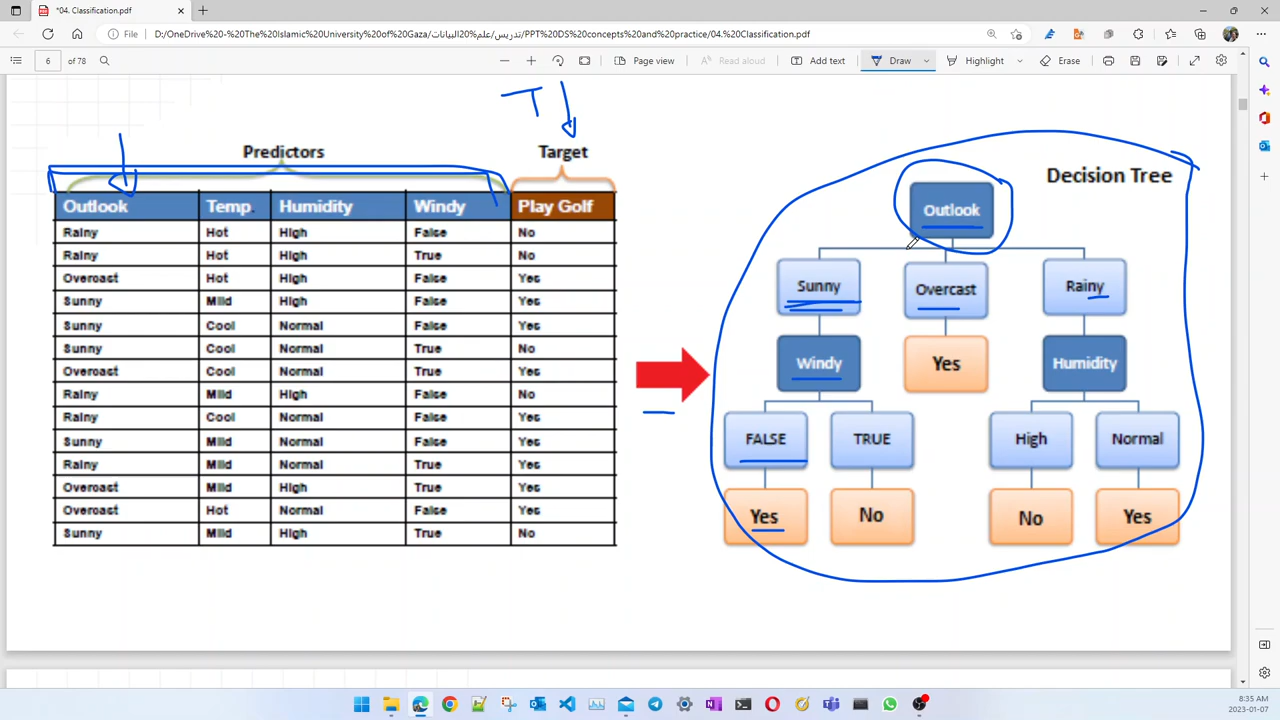 *04. Classification.pdf
File
D:/OneDrive%20-%20The%20Islamic%20University%20of%20Gaza/تدريس/علم%20البيانات/PPT%20DS%20concepts%20and%20practice/04.%20Classification.pdf
6 of 78
Page view
Read aloud
Add text
Draw
Highlight
Erase
T
Predictors Target
Outlook Temp. Humidity Windy Play Golf
Rainy Hot High False No
Rainy Hot High True No
Overcast Hot High False Yes
Sunny Mild High False Yes
Sunny Cool Normal False Yes
Sunny Cool Normal True No
Overcast Cool Normal True Yes
Rainy Mild High False No
Rainy Cool Normal False Yes
Sunny Mild Normal False Yes
Rainy Mild Normal True Yes
Overcast Mild High True Yes
Overcast Hot Normal False Yes
Sunny Mild High True No
Decision Tree
Outlook
Sunny Overcast Rainy
Windy Yes Humidity
FALSE TRUE High Normal
Yes No No Yes
8:35 AM
2023-01-07